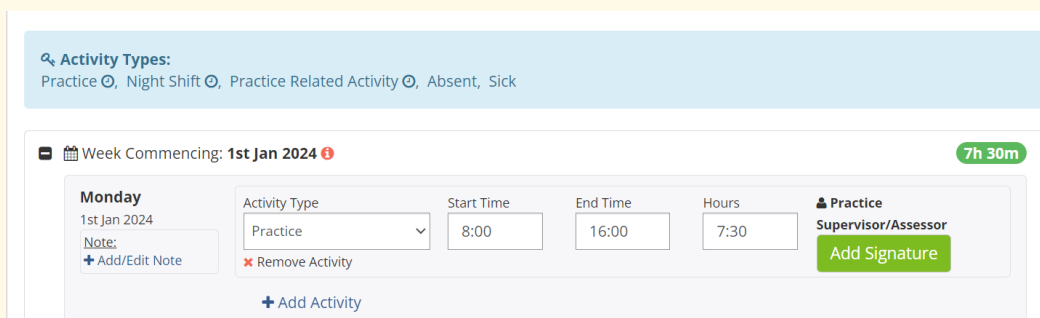 Activity Types:
Practice, Night Shift, Practice Related Activity, Absent, Sick
Week Commencing: 1st Jan 2024
7h 30m
Monday
1st Jan 2024
Note:
Add/Edit Note
Activity Type
Practice
Remove Activity
Start Time
8:00
End Time
16:00
Hours
7:30
Practice
Supervisor/Assessor
Add Signature
Add Activity